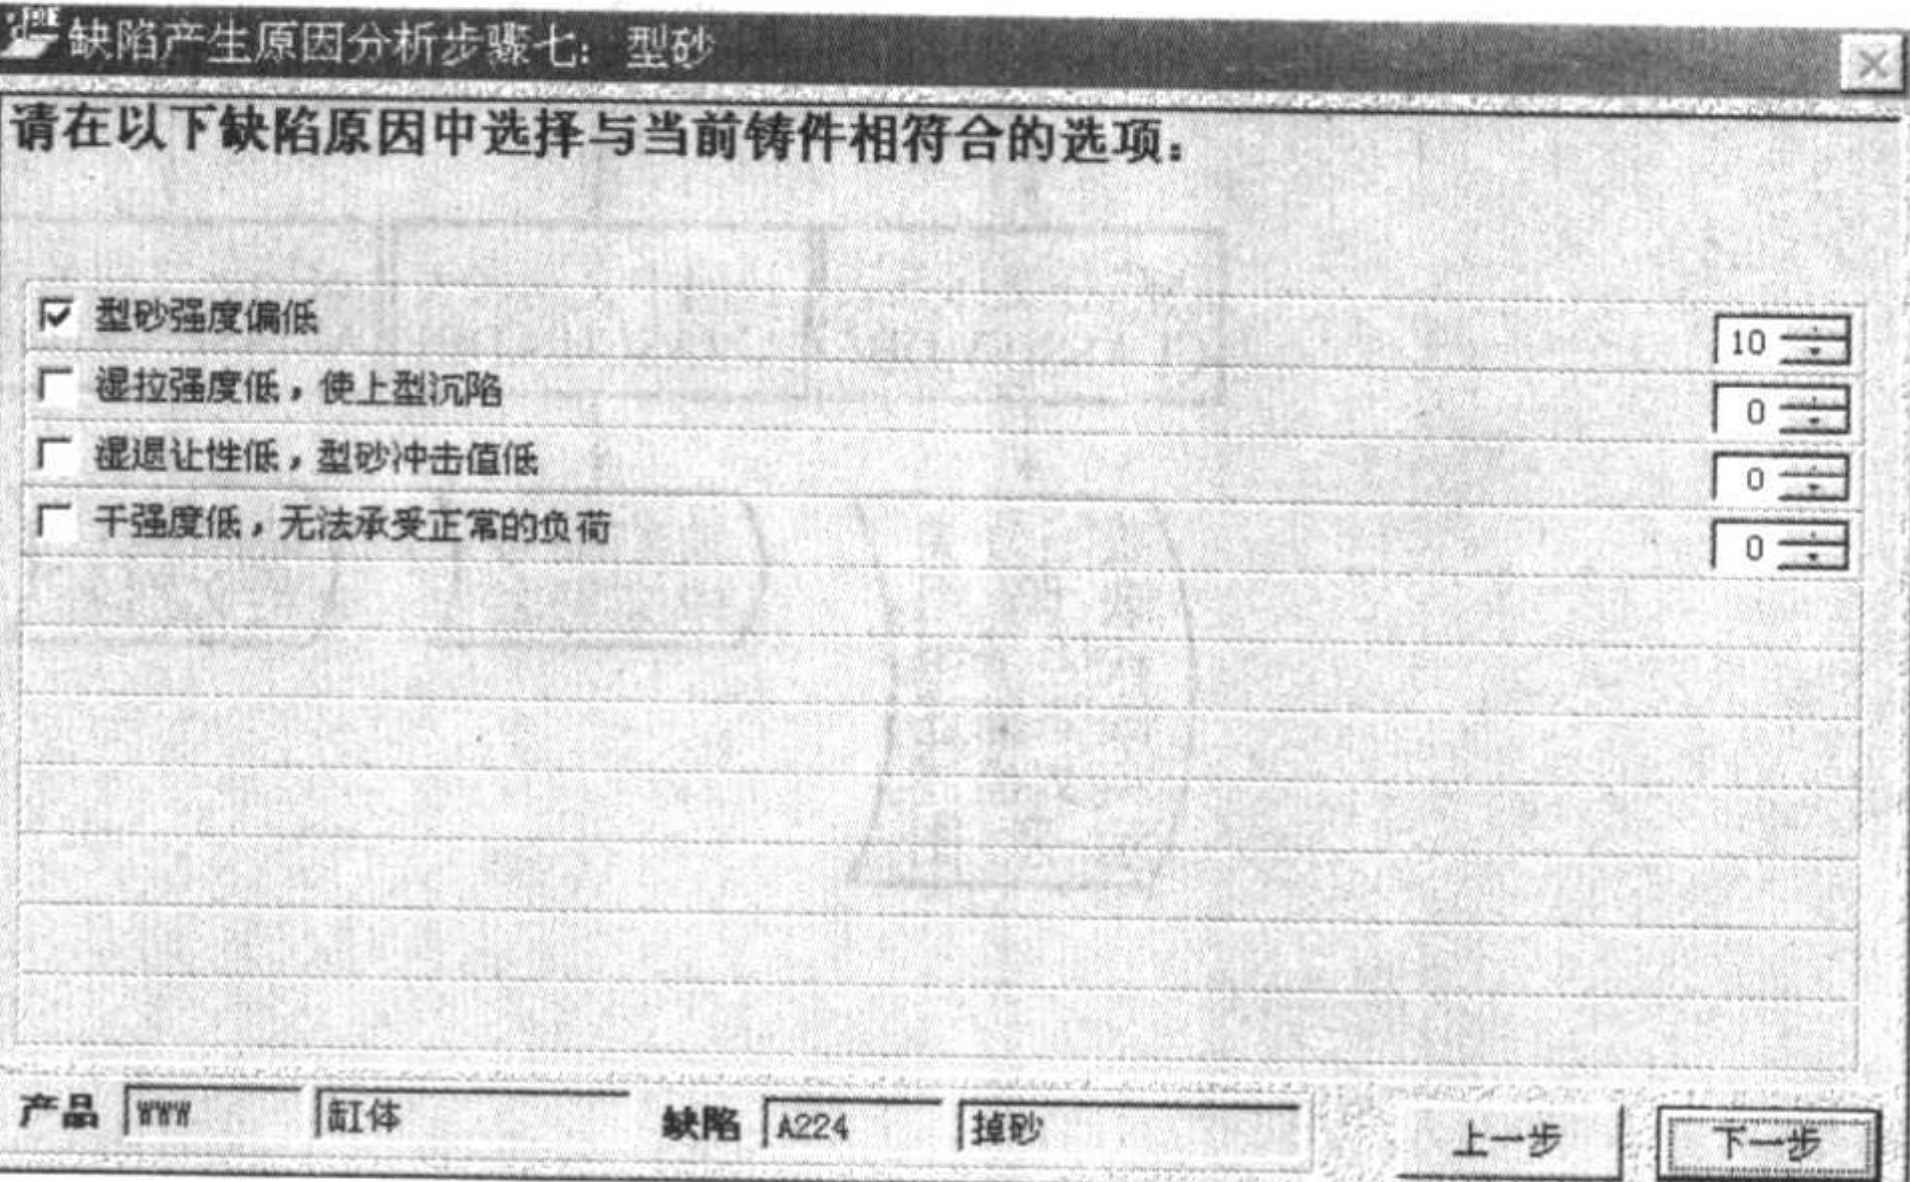 缺陷产生原因分析步骤七：型砂
请在以下缺陷原因中选择与当前铸件相符合的选项：
型砂强度偏低 10
湿拉强度低，使上型沉陷 0
湿退让性低，型砂冲击值低 0
干强度低，无法承受正常的负荷 0
产品 WWW 缸体 缺陷 A224 掉砂 上一步 下一步